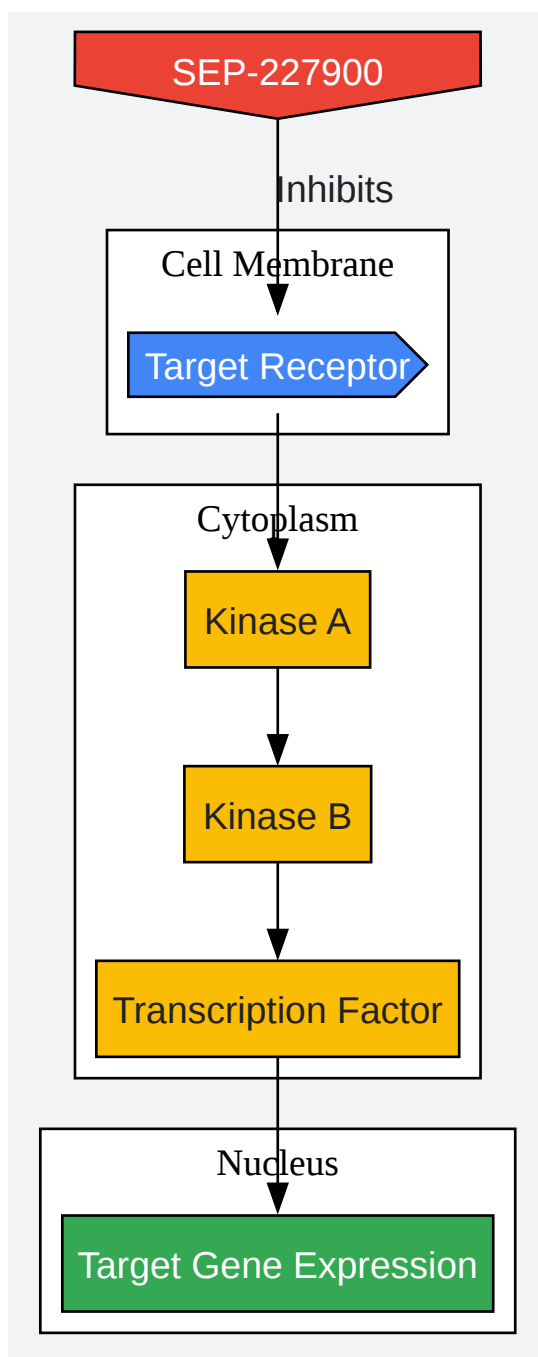 SEP-227900
Inhibits
Cell Membrane
Target Receptor
Cytoplasm
Kinase A
Kinase B
Transcription Factor
Nucleus
Target Gene Expression